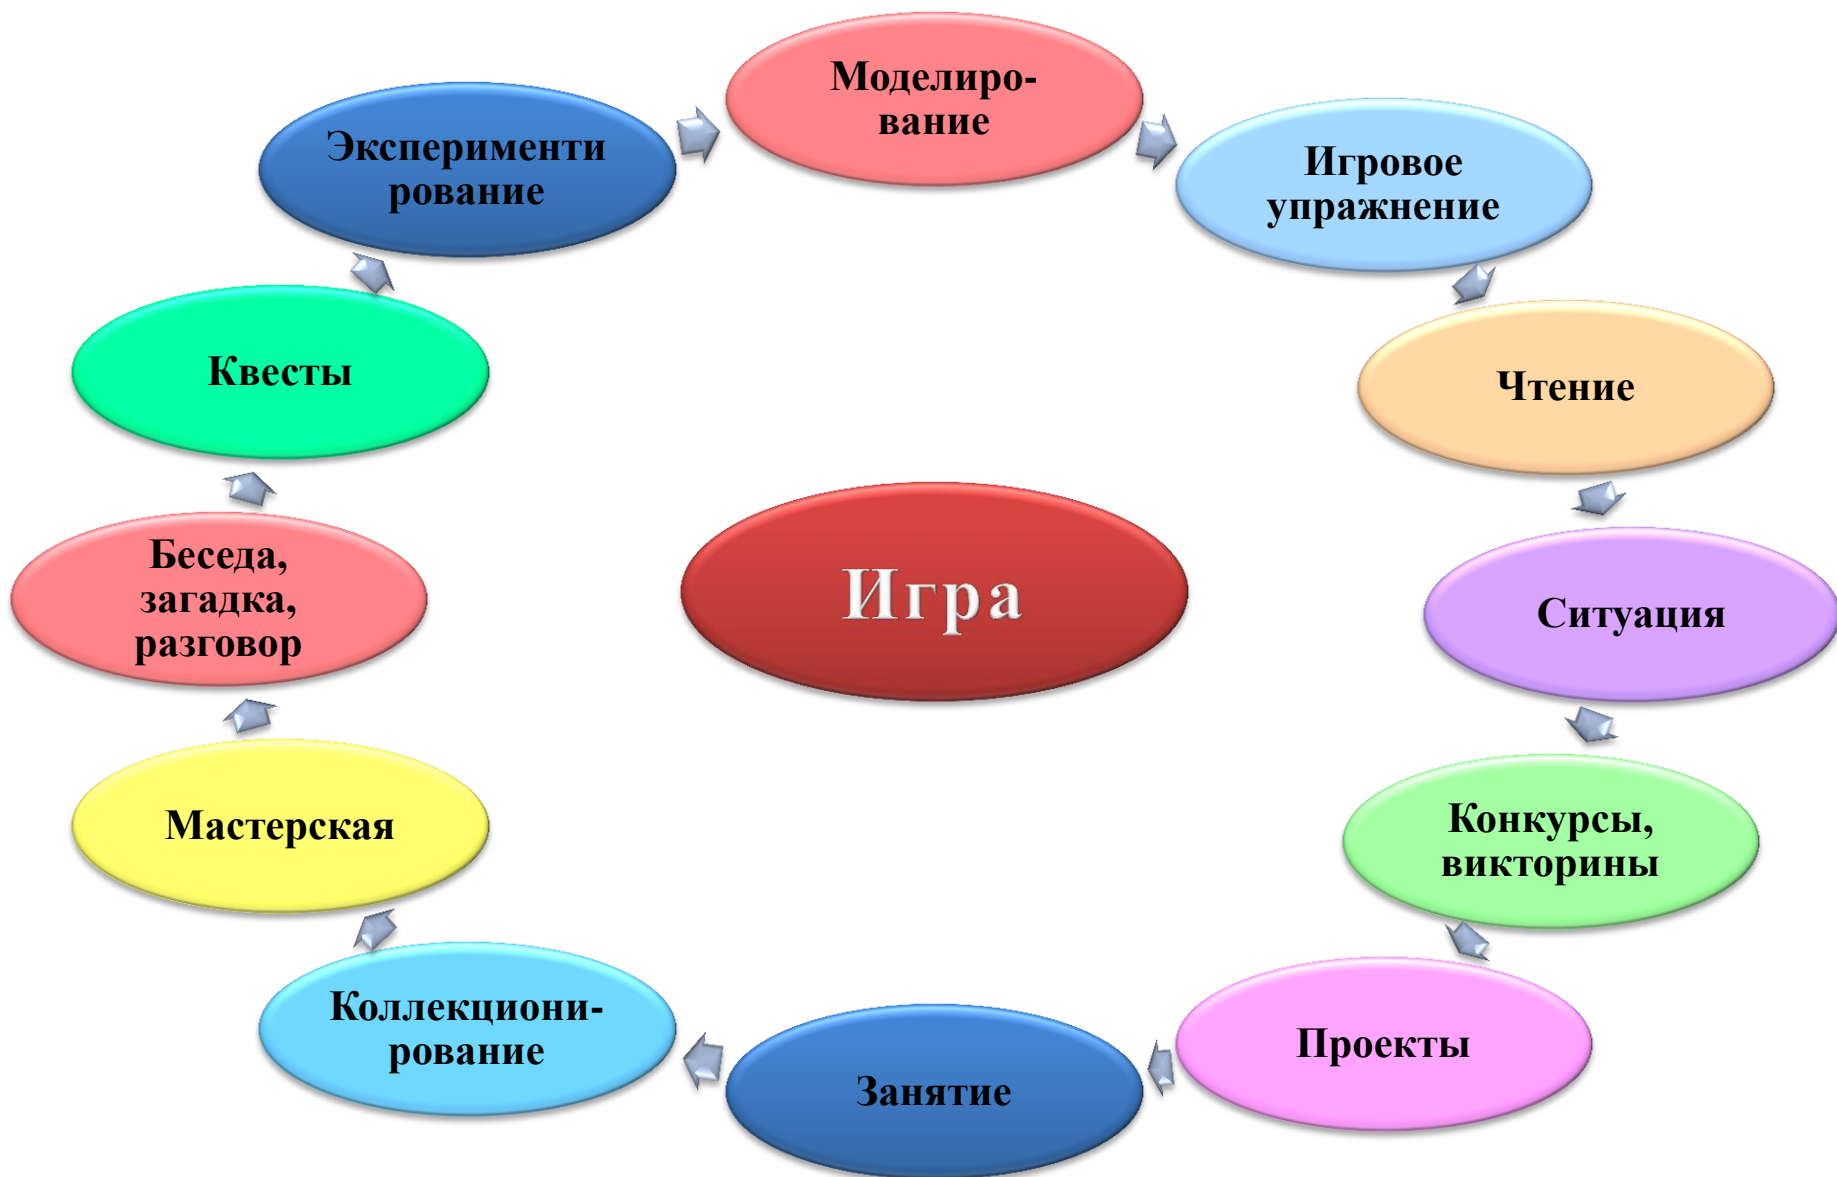 Моделиро-
вание
Игровое
упражнение
Чтение
Ситуация
Конкурсы,
викторины
Проекты
Занятие
Коллекциони-
рование
Мастерская
Беседа,
загадка,
разговор
Квесты
Эксперименти
рование
Игра